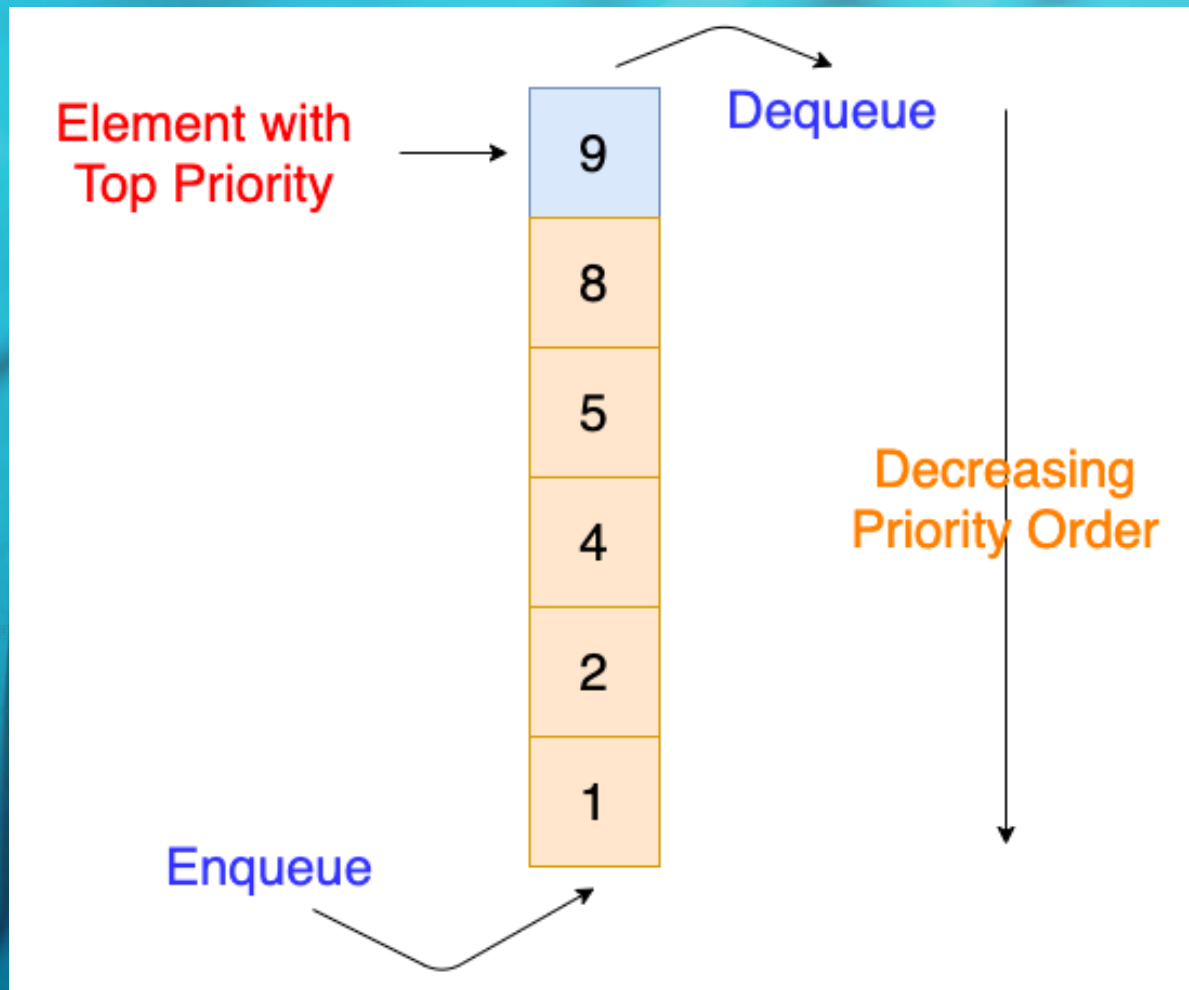 Element with
Top Priority
Dequeue
9
8
5
4
2
1
Decreasing
Priority Order
Enqueue